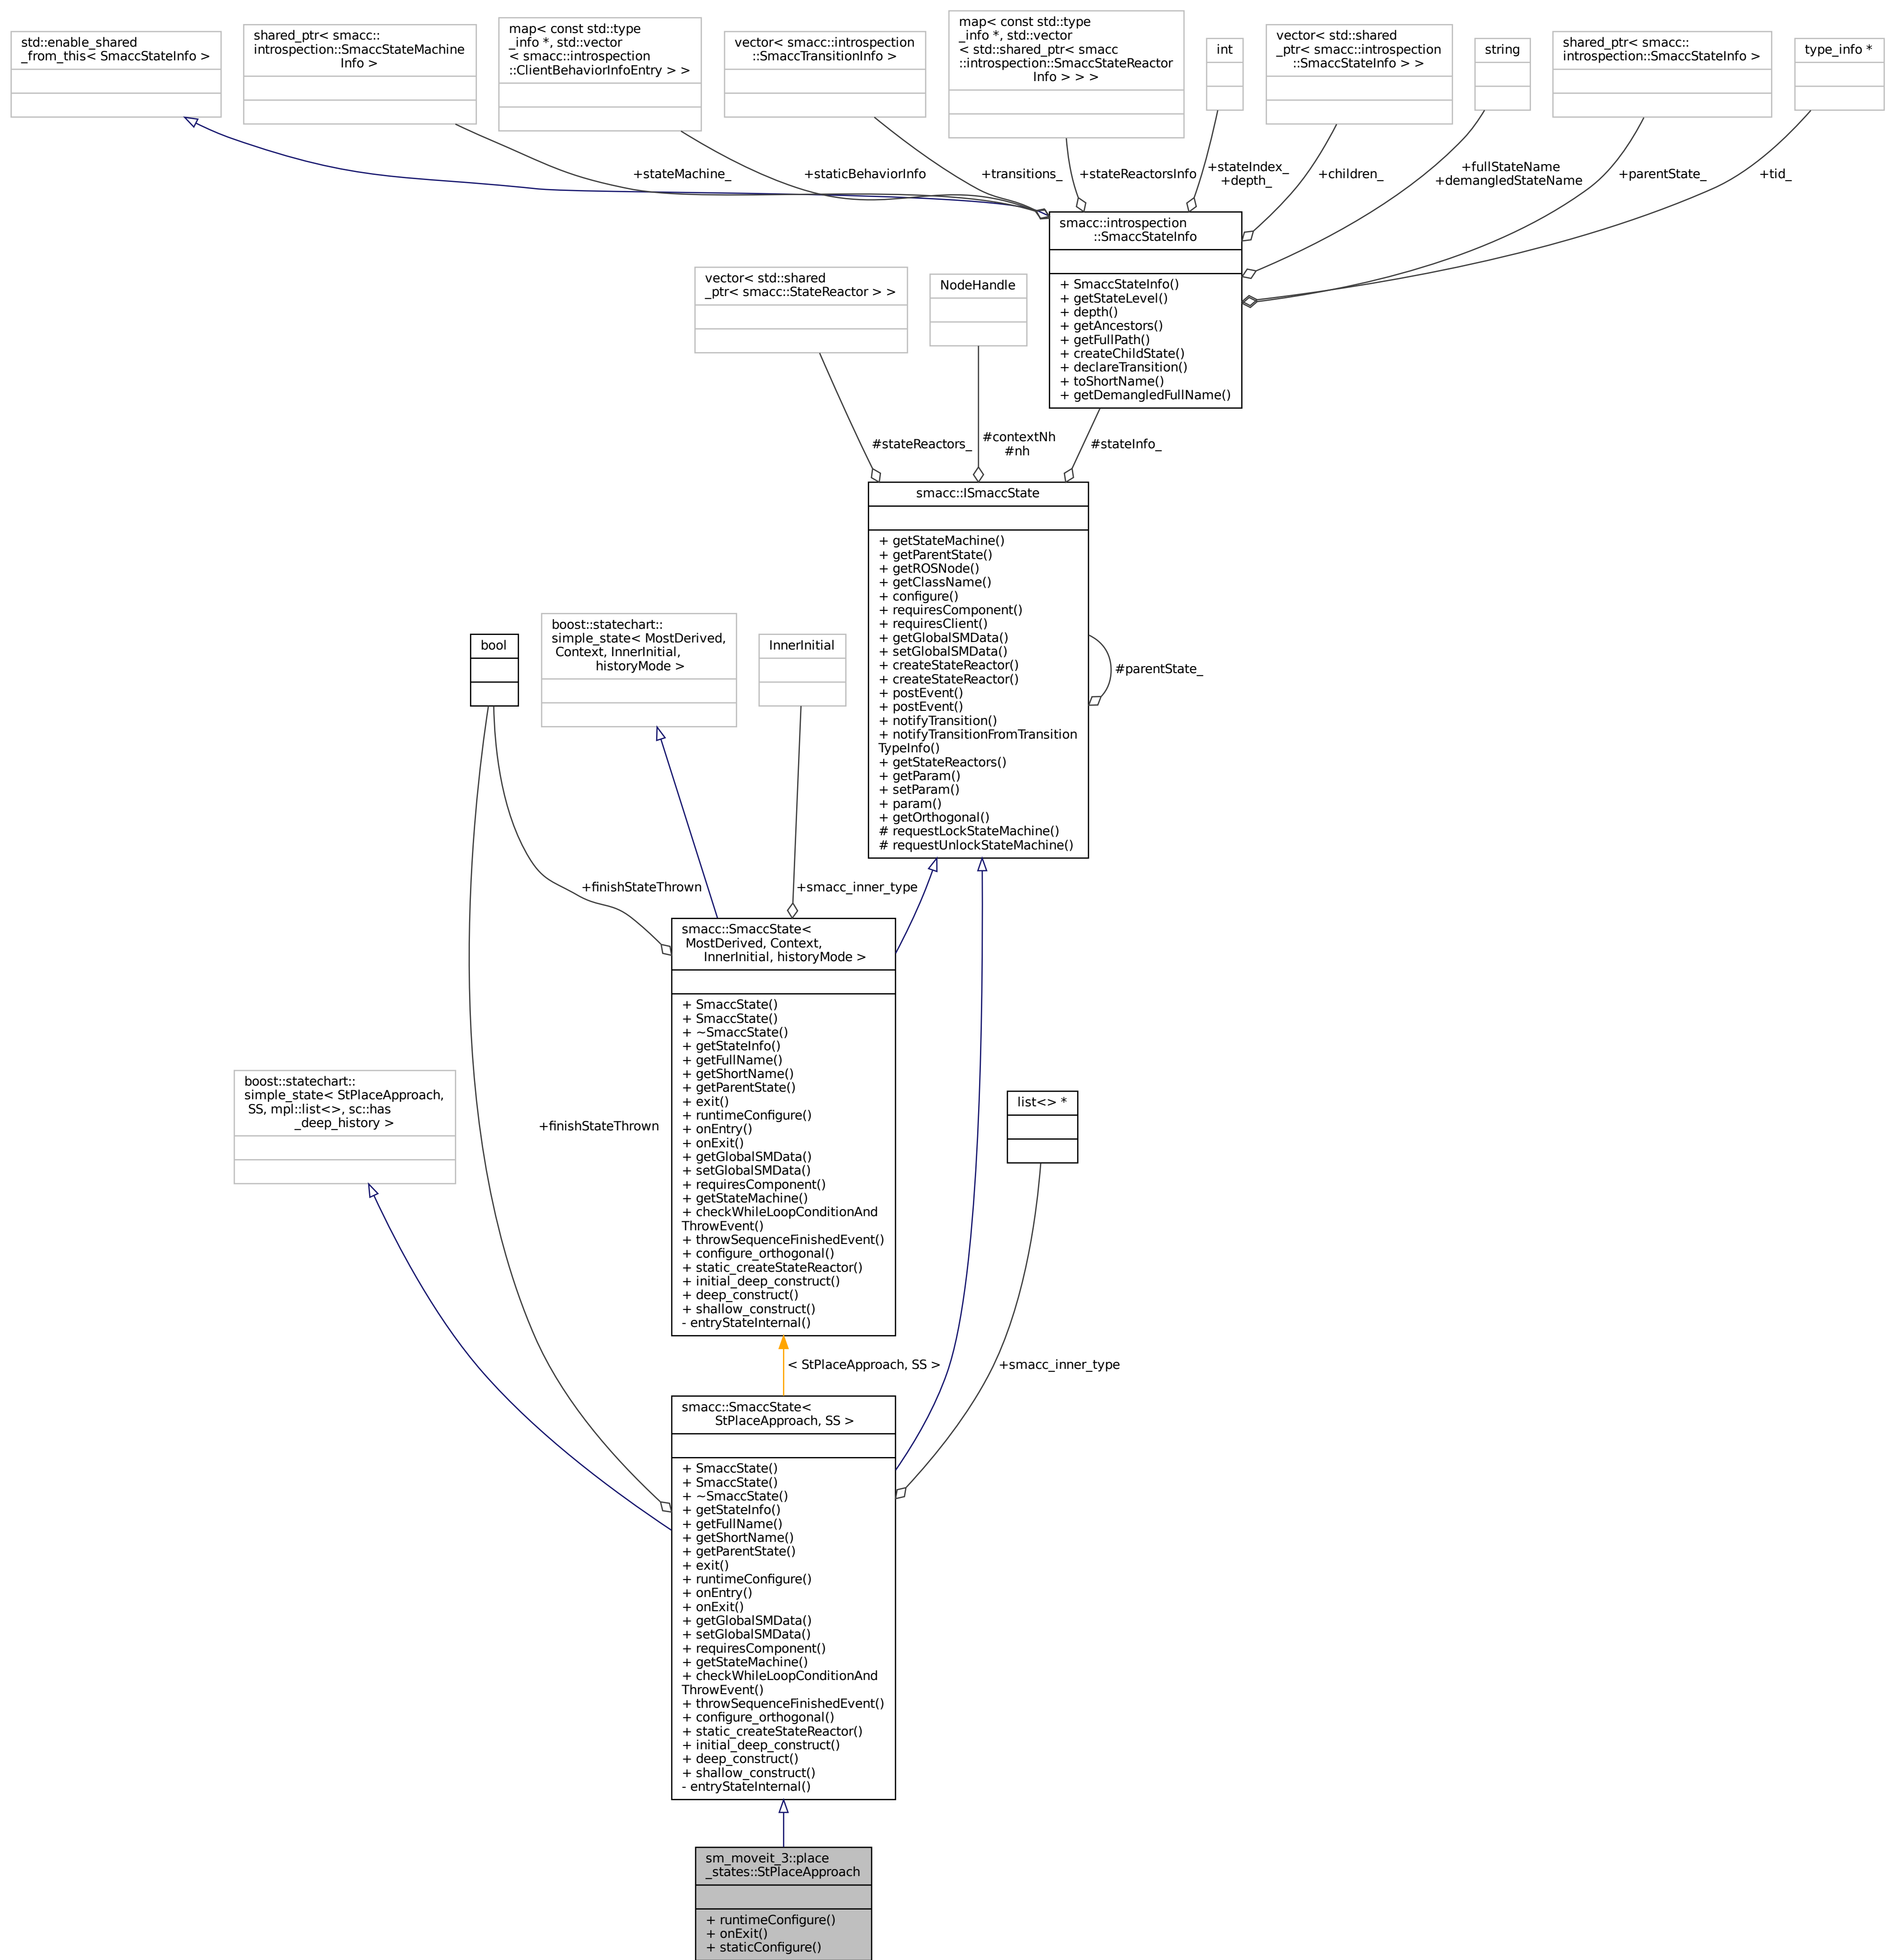 std::enable_shared
_from_this< SmaccStateInfo >
shared_ptr< smacc::
introspection::SmaccStateMachine
Info >
map< const std::type
_info *, std::vector
< smacc::introspection
::ClientBehaviorInfoEntry > >
vector< smacc::introspection
::SmaccTransitionInfo >
map< const std::type
_info *, std::vector
< std::shared_ptr< smacc
::introspection::SmaccStateReactor
Info > > >
int
vector< std::shared
_ptr< smacc::introspection
::SmaccStateInfo > >
string
shared_ptr< smacc::
introspection::SmaccStateInfo >
type_info *
+stateMachine_
+staticBehaviorInfo
+transitions_
+stateReactorsInfo
+stateIndex_
+depth_
+children_
+fullStateName
+demangledStateName
+parentState_
+tid_
smacc::introspection
::SmaccStateInfo
+ SmaccStateInfo()
+ getStateLevel()
+ depth()
+ getAncestors()
+ getFullPath()
+ createChildState()
+ declareTransition()
+ toShortName()
+ getDemangledFullName()
vector< std::shared
_ptr< smacc::StateReactor > >
NodeHandle
#stateReactors_
#contextNh
#nh
#stateInfo_
smacc::ISmaccState
+ getStateMachine()
+ getParentState()
+ getROSNode()
+ getClassName()
+ configure()
+ requiresComponent()
+ requiresClient()
+ getGlobalSMData()
+ setGlobalSMData()
+ createStateReactor()
+ createStateReactor()
+ postEvent()
+ postEvent()
+ notifyTransition()
+ notifyTransitionFromTransition
TypeInfo()
+ getStateReactors()
+ getParam()
+ setParam()
+ param()
+ getOrthogonal()
# requestLockStateMachine()
# requestUnlockStateMachine()
#parentState_
bool
boost::statechart::
simple_state< MostDerived,
Context, InnerInitial,
historyMode >
InnerInitial
+finishStateThrown
+smacc_inner_type
smacc::SmaccState<
MostDerived, Context,
InnerInitial, historyMode >
+ SmaccState()
+ SmaccState()
+ ~SmaccState()
+ getStateInfo()
+ getFullName()
+ getShortName()
+ getParentState()
+ exit()
+ runtimeConfigure()
+ onEntry()
+ onExit()
+ getGlobalSMData()
+ setGlobalSMData()
+ requiresComponent()
+ getStateMachine()
+ checkWhileLoopConditionAnd
ThrowEvent()
+ throwSequenceFinishedEvent()
+ configure_orthogonal()
+ static_createStateReactor()
+ initial_deep_construct()
+ deep_construct()
+ shallow_construct()
- entryStateInternal()
boost::statechart::
simple_state< StPlaceApproach,
SS, mpl::list<>, sc::has
_deep_history >
+finishStateThrown
list<> *
< StPlaceApproach, SS >
+smacc_inner_type
smacc::SmaccState<
StPlaceApproach, SS >
+ SmaccState()
+ SmaccState()
+ ~SmaccState()
+ getStateInfo()
+ getFullName()
+ getShortName()
+ getParentState()
+ exit()
+ runtimeConfigure()
+ onEntry()
+ onExit()
+ getGlobalSMData()
+ setGlobalSMData()
+ requiresComponent()
+ getStateMachine()
+ checkWhileLoopConditionAnd
ThrowEvent()
+ throwSequenceFinishedEvent()
+ configure_orthogonal()
+ static_createStateReactor()
+ initial_deep_construct()
+ deep_construct()
+ shallow_construct()
- entryStateInternal()
sm_moveit_3::place
_states::StPlaceApproach
+ runtimeConfigure()
+ onExit()
+ staticConfigure()